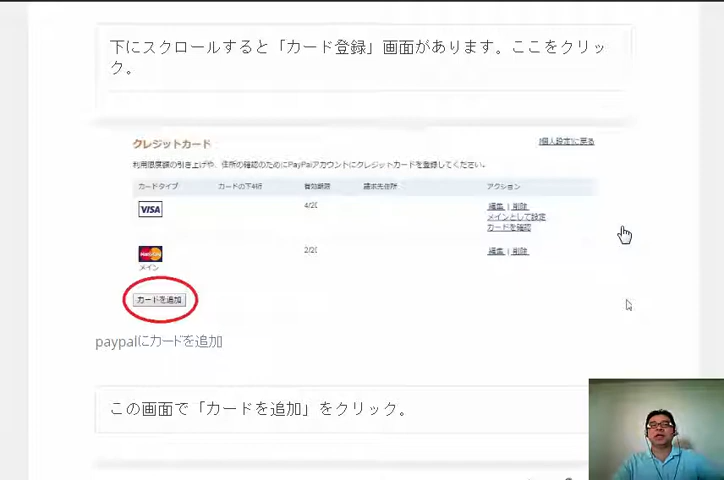 下にスクロールすると「カード登録」画面があります。ここをクリッ
ク。
クレジットカード
[個人設定]に戻る
利用限度額の引き上げや、住所の確認のためにPayPalアカウントにクレジットカードを登録してください。
カードタイプ カードの下4桁 有効期限 請求先住所 アクション
VISA 4/20 編集 | 削除
メインとして設定
カードを確認
MasterCard 2/20 編集 | 削除
メイン
カードを追加
paypalにカードを追加
この画面で「カードを追加」をクリック。